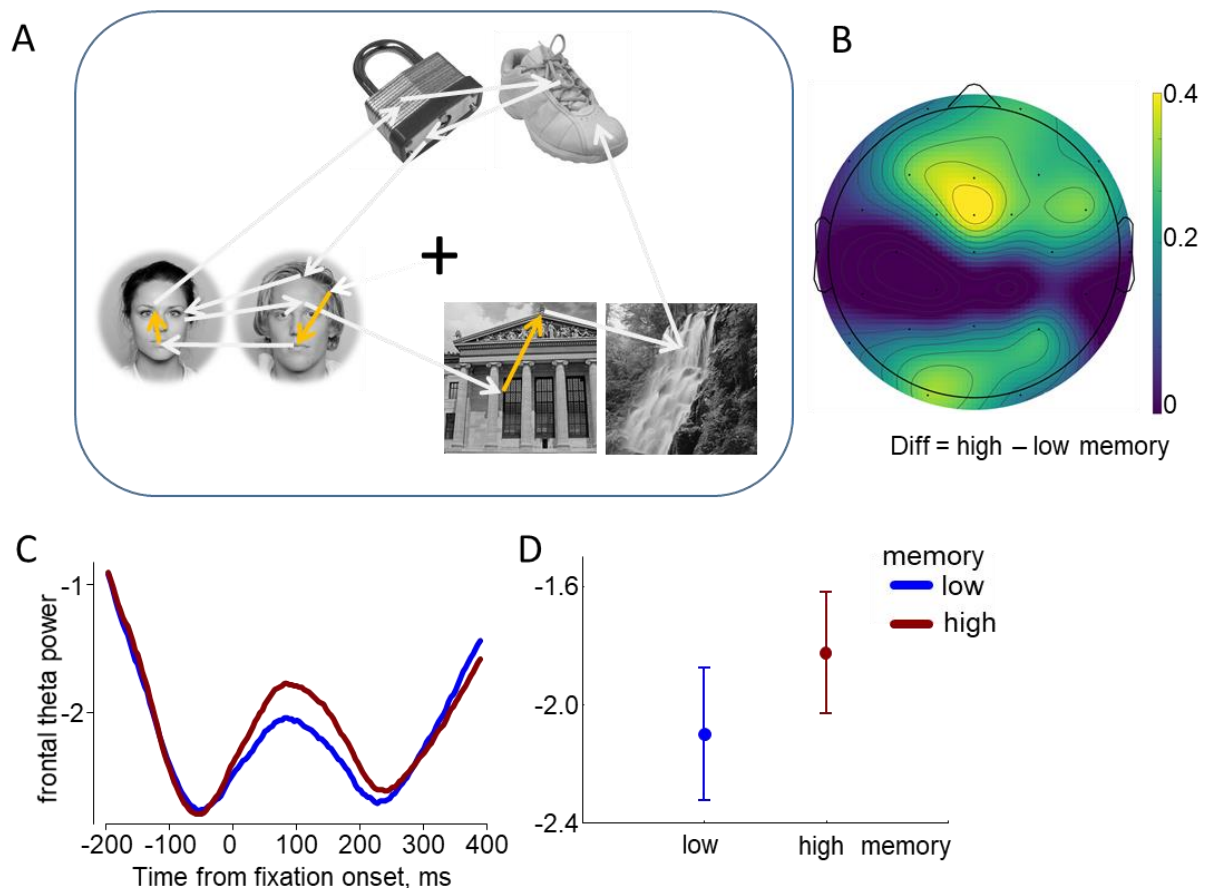 A
B
0.4
0.2
0
Diff = high – low memory
C
-1
-2
frontal theta power
-200 -100 0 100 200 300 400
Time from fixation onset, ms
D
-1.6
-2.0
-2.4
low high memory
memory
low
high